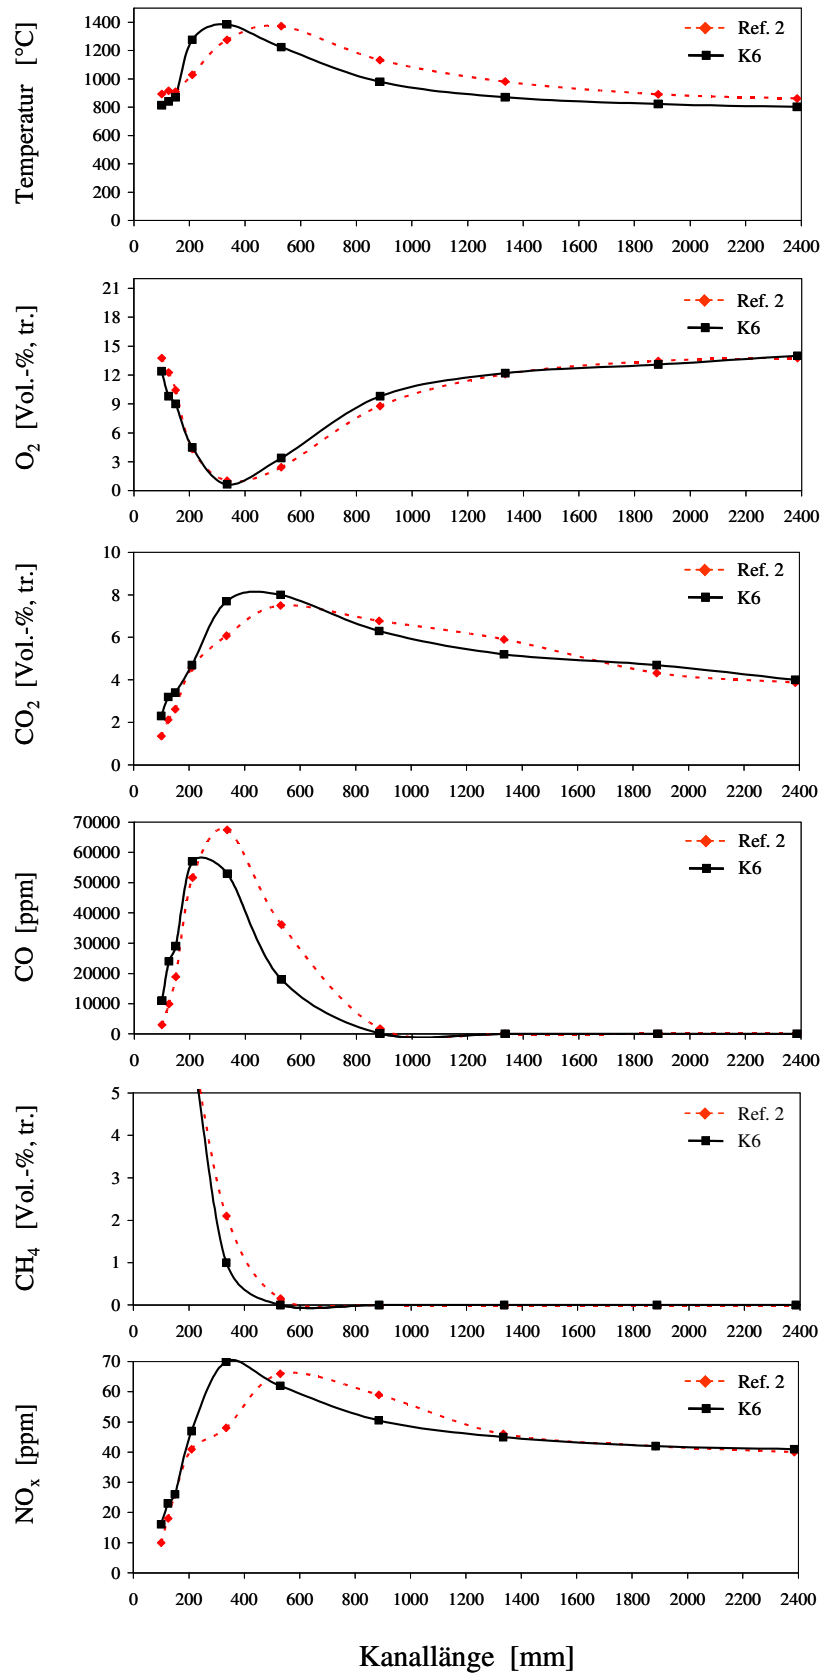 Temperatur [°C]
1400
1200
1000
800
600
400
200
0
Ref. 2
K6
0 200 400 600 800 1000 1200 1400 1600 1800 2000 2200 2400
O2 [Vol.-%, tr.]
21
18
15
12
9
6
3
0
Ref. 2
K6
0 200 400 600 800 1000 1200 1400 1600 1800 2000 2200 2400
CO2 [Vol.-%, tr.]
10
8
6
4
2
0
Ref. 2
K6
0 200 400 600 800 1000 1200 1400 1600 1800 2000 2200 2400
CO [ppm]
70000
60000
50000
40000
30000
20000
10000
0
Ref. 2
K6
0 200 400 600 800 1000 1200 1400 1600 1800 2000 2200 2400
CH4 [Vol.-%, tr.]
5
4
3
2
1
0
Ref. 2
K6
0 200 400 600 800 1000 1200 1400 1600 1800 2000 2200 2400
NOx [ppm]
70
60
50
40
30
20
10
0
Ref. 2
K6
0 200 400 600 800 1000 1200 1400 1600 1800 2000 2200 2400
Kanallänge [mm]